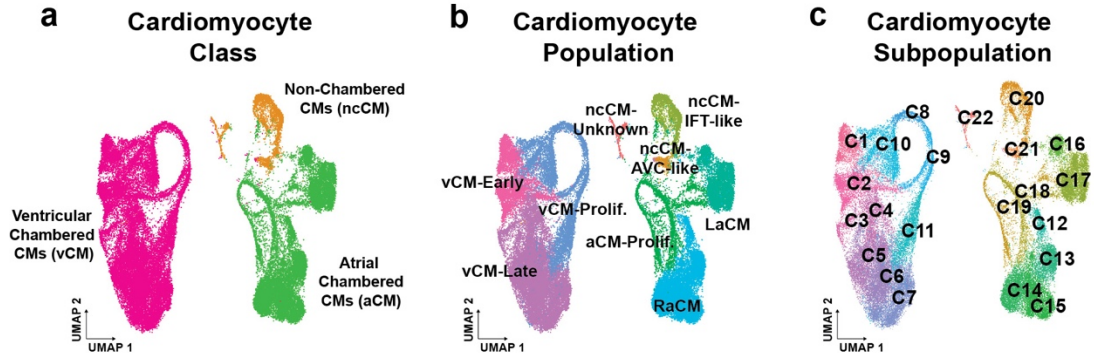 a
Cardiomyocyte
Class
Non-Chambered
CMs (ncCM)
Ventricular
Chambered
CMs (vCM)
Atrial
Chambered
CMs (aCM)
UMAP 2
UMAP 1
b
Cardiomyocyte
Population
ncCM-
Unknown
ncCM-
IFT-like
ncCM-
AVC-like
vCM-Early
vCM-Prolif.
LaCM
aCM-Prolif.
vCM-Late
RaCM
UMAP 2
UMAP 1
c
Cardiomyocyte
Subpopulation
C20
C8
C22
C1
C10
C16
C21
C9
C17
C2
C18
C19
C4
C3
C12
C11
C5
C13
C6
C14
C7
C15
UMAP 2
UMAP 1